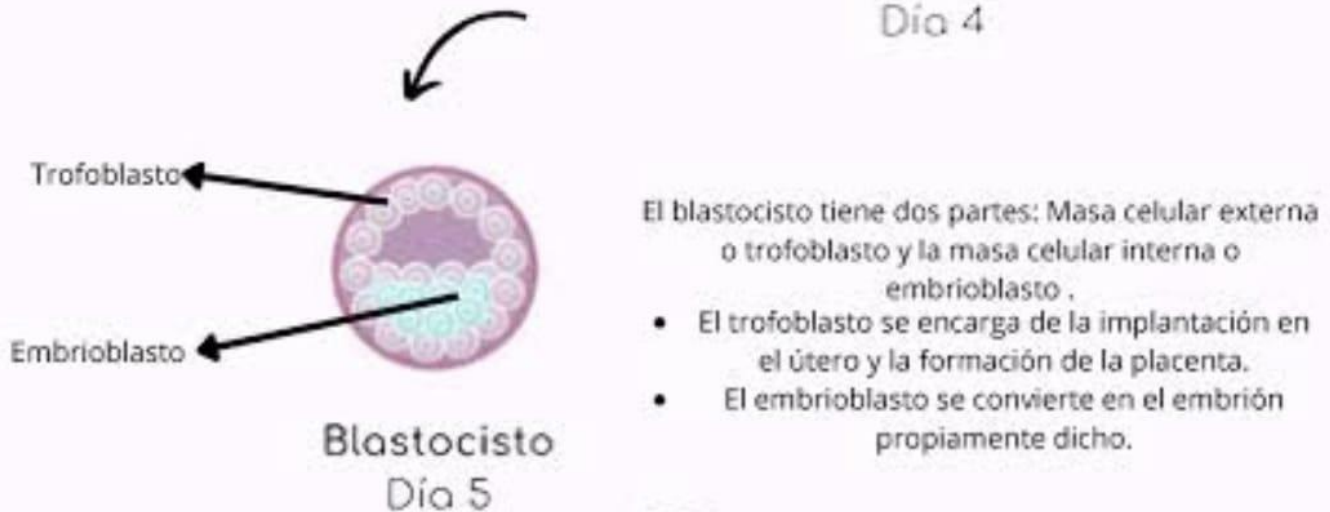 Día 4
Trofoblasto
Embrioblasto
Blastocisto
Día 5
El blastocisto tiene dos partes: Masa celular externa
o trofoblasto y la masa celular interna o
embrioblasto .
• El trofoblasto se encarga de la implantación en
el útero y la formación de la placenta.
• El embrioblasto se convierte en el embrión
propiamente dicho.